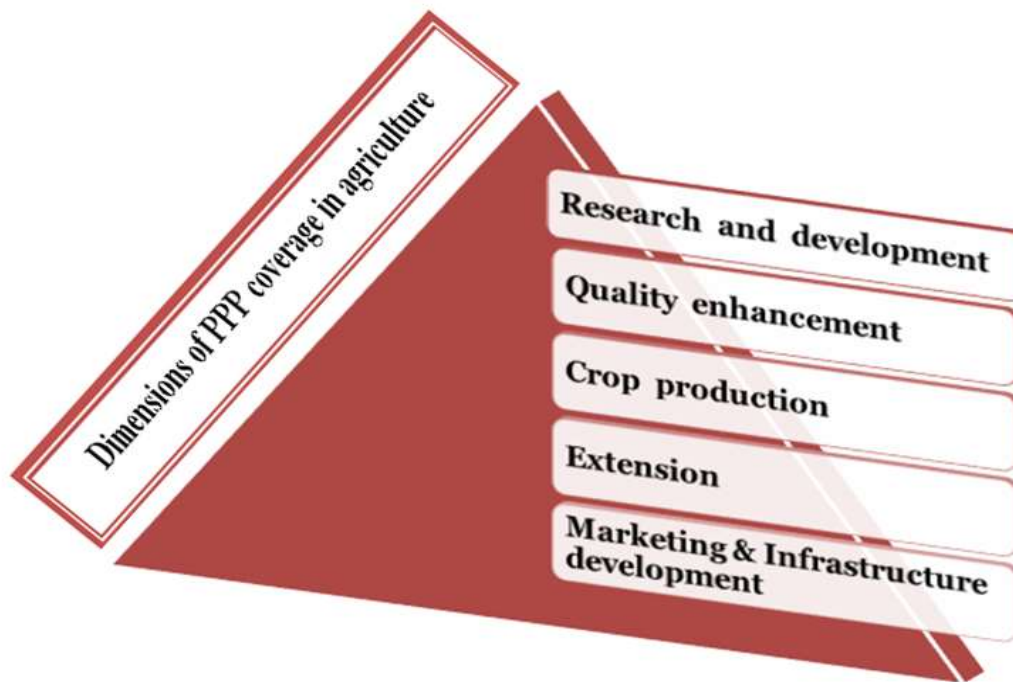 Dimensions of PPP coverage in agriculture
Research and development
Quality enhancement
Crop production
Extension
Marketing & Infrastructure
development